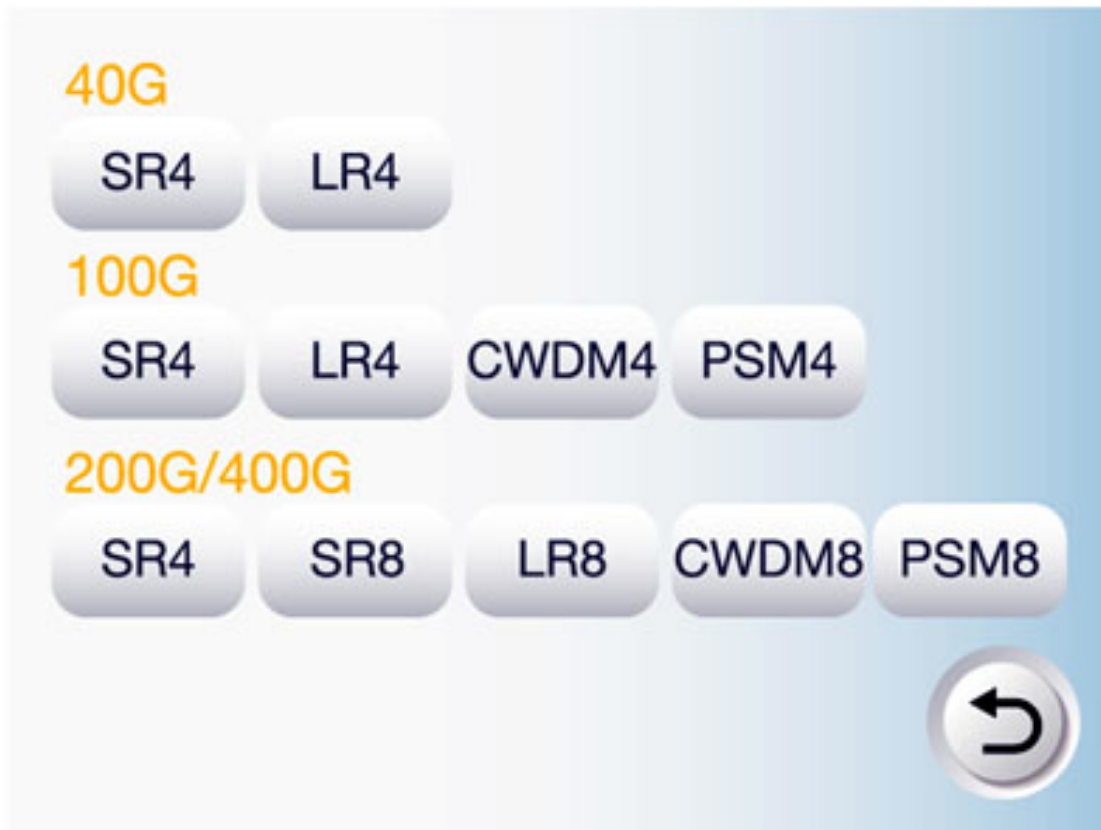 40G
SR4 LR4
100G
SR4 LR4 CWDM4 PSM4
200G/400G
SR4 SR8 LR8 CWDM8 PSM8